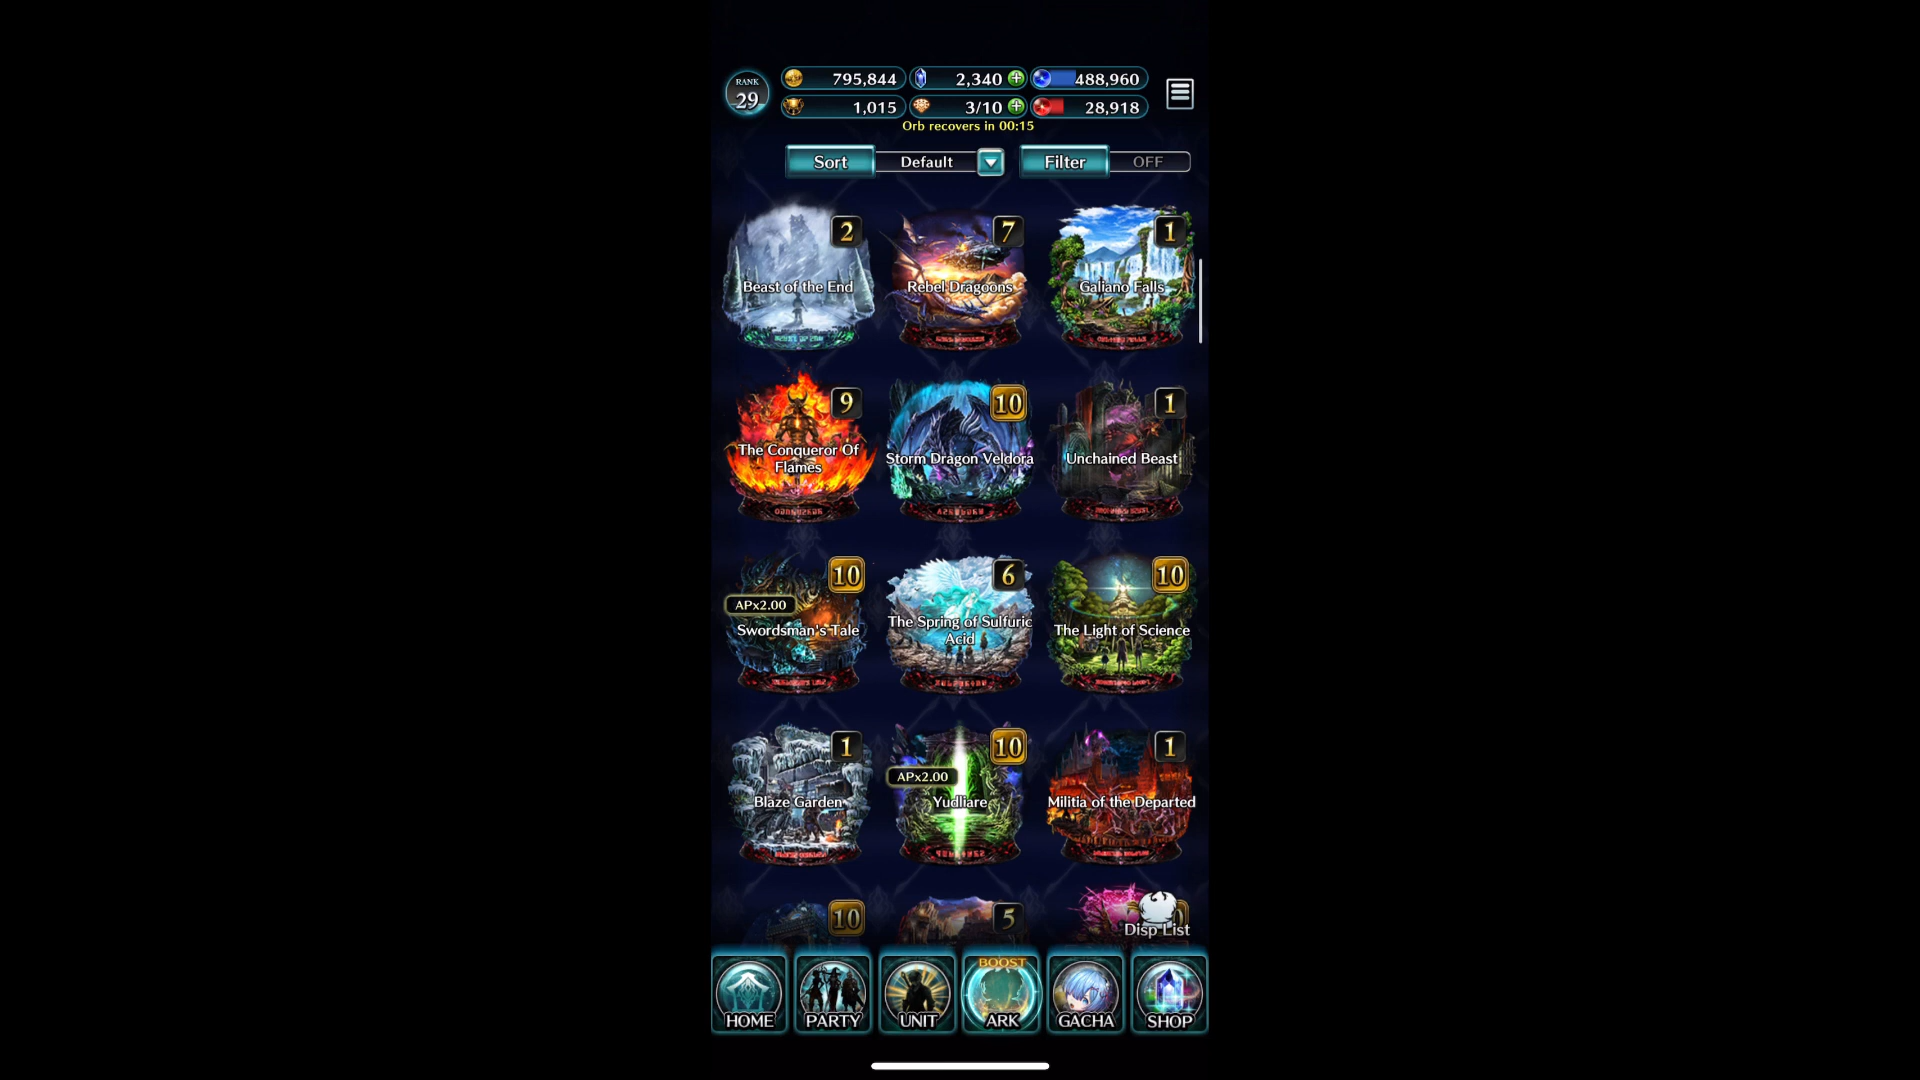 RANK
29
795,844
2,340
488,960
1,015
3/10
28,918
Orb recovers in 00:15
Sort
Default
Filter
OFF
2
7
1
Beast of the End
Rebel Dragoons
Galiano Falls
9
10
1
The Conqueror Of
Flames
Storm Dragon Veldora
Unchained Beast
10
6
10
APx2.00
Swordsman's Tale
The Spring of Sulfuric
Acid
The Light of Science
1
10
1
APx2.00
Blaze Garden
Yudliare
Militia of the Departed
10
5
Disp List
BOOST
HOME
PARTY
UNIT
ARK
GACHA
SHOP